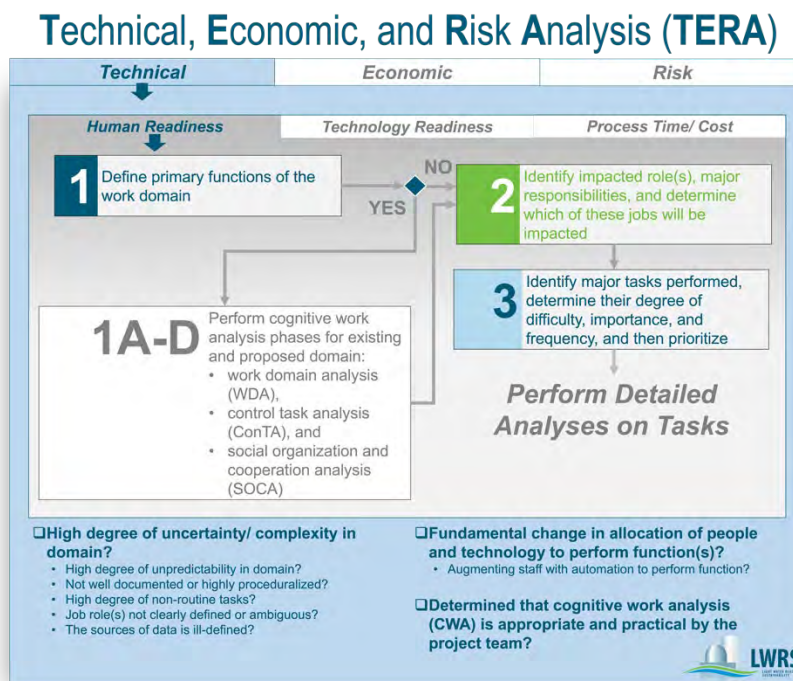 Technical, Economic, and Risk Analysis (TERA)
Technical
Economic
Risk
Human Readiness
Technology Readiness
Process Time/ Cost
1
Define primary functions of the
work domain
NO
YES
2
Identify impacted role(s), major
responsibilities, and determine
which of these jobs will be
impacted
1A-D
Perform cognitive work
analysis phases for existing
and proposed domain:
• work domain analysis
(WDA),
• control task analysis
(ConTA), and
• social organization and
cooperation analysis
(SOCA)
3
Identify major tasks performed,
determine their degree of
difficulty, importance, and
frequency, and then prioritize
Perform Detailed
Analyses on Tasks
❑High degree of uncertainty/ complexity in
domain?
• High degree of unpredictability in domain?
• Not well documented or highly proceduralized?
• High degree of non-routine tasks?
• Job role(s) not clearly defined or ambiguous?
• The sources of data is ill-defined?
❑Fundamental change in allocation of people
and technology to perform function(s)?
• Augmenting staff with automation to perform function?
❑Determined that cognitive work analysis
(CWA) is appropriate and practical by the
project team?
LWRS